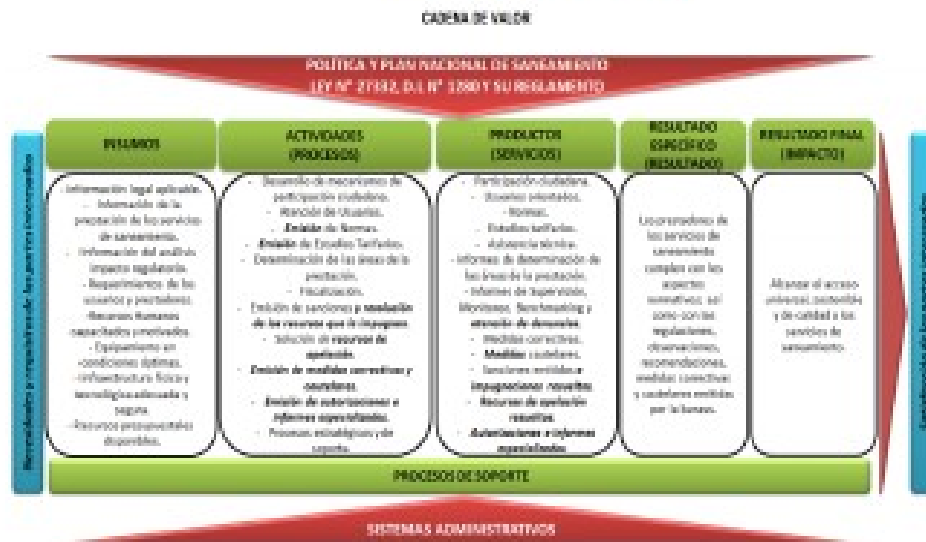 CADENA DE VALOR
POLÍTICA Y PLAN NACIONAL DE SANEAMIENTO
LEY N° 27332, D.L N° 1280 Y SU REGLAMENTO
Necesidades y expectativas de las partes interesadas
INSUMOS
- Información legal aplicable.
- Información de la
prestación de los servicios
de saneamiento.
- Información del análisis
impacto regulatorio.
- Requerimientos de los
usuarios y prestadores.
-Recursos Humanos
capacitados y motivados.
- Equipamiento en
condiciones óptimas.
- Infraestructura física y
tecnológica adecuada y
segura.
- Recursos presupuestales
disponibles.
ACTIVIDADES
(PROCESOS)
- Desarrollo de mecanismos de
participación ciudadana.
- Atención de Usuarios.
- Emisión de Normas.
- Emisión de Estudios Tarifarios.
- Determinación de las áreas de la
prestación.
- Fiscalización.
- Emisión de sanciones y resolución
de los recursos que lo impugnen.
- Solución de recursos de
apelación.
- Emisión de medidas correctivas y
cautelares.
- Emisión de autorizaciones e
informes especializados.
- Procesos estratégicos y de
soporte.
PRODUCTOS
(SERVICIOS)
- Participación ciudadana.
- Usuarios orientados.
- Normas.
- Estudios tarifarios.
- Asistencia técnica.
- Informes de determinación de
las áreas de la prestación.
- Informes de Supervisión,
Monitoreo, Benchmarking y
atención de denuncias.
- Medidas correctivas.
- Medidas cautelares.
- Sanciones emitidas e
impugnaciones resueltas.
- Recursos de apelación
resueltos.
- Autorizaciones e informes
especializados.
RESULTADO
ESPECÍFICO
(RESULTADO)
Los prestadores de
los servicios de
saneamiento
cumplen con los
aspectos
normativos, así
como con las
regulaciones,
observaciones,
recomendaciones,
medidas correctivas
y cautelares emitidas
por la Sunass.
RESULTADO FINAL
(IMPACTO)
Alcanzar el acceso
universal, sostenible
y de calidad a los
servicios de
saneamiento.
PROCESOS DE SOPORTE
SISTEMAS ADMINISTRATIVOS